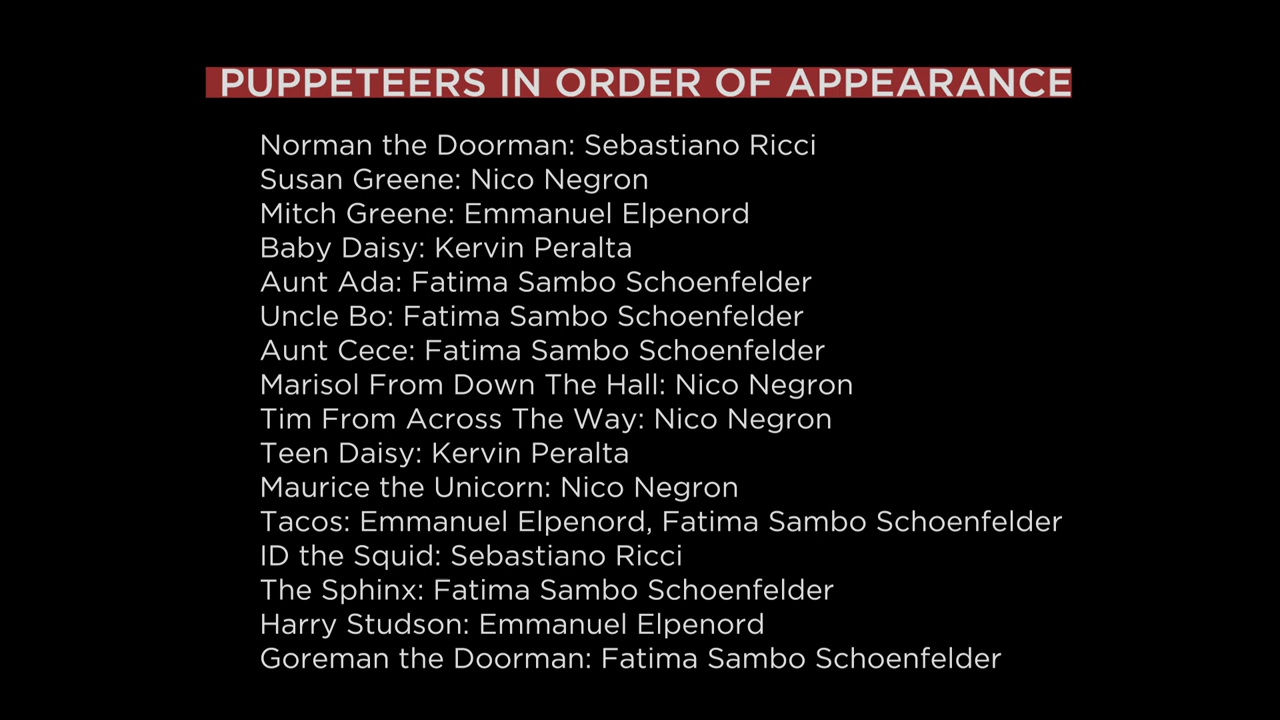 PUPPETEERS IN ORDER OF APPEARANCE
Norman the Doorman: Sebastiano Ricci
Susan Greene: Nico Negron
Mitch Greene: Emmanuel Elpenord
Baby Daisy: Kervin Peralta
Aunt Ada: Fatima Sambo Schoenfelder
Uncle Bo: Fatima Sambo Schoenfelder
Aunt Cece: Fatima Sambo Schoenfelder
Marisol From Down The Hall: Nico Negron
Tim From Across The Way: Nico Negron
Teen Daisy: Kervin Peralta
Maurice the Unicorn: Nico Negron
Tacos: Emmanuel Elpenord, Fatima Sambo Schoenfelder
ID the Squid: Sebastiano Ricci
The Sphinx: Fatima Sambo Schoenfelder
Harry Studson: Emmanuel Elpenord
Goreman the Doorman: Fatima Sambo Schoenfelder